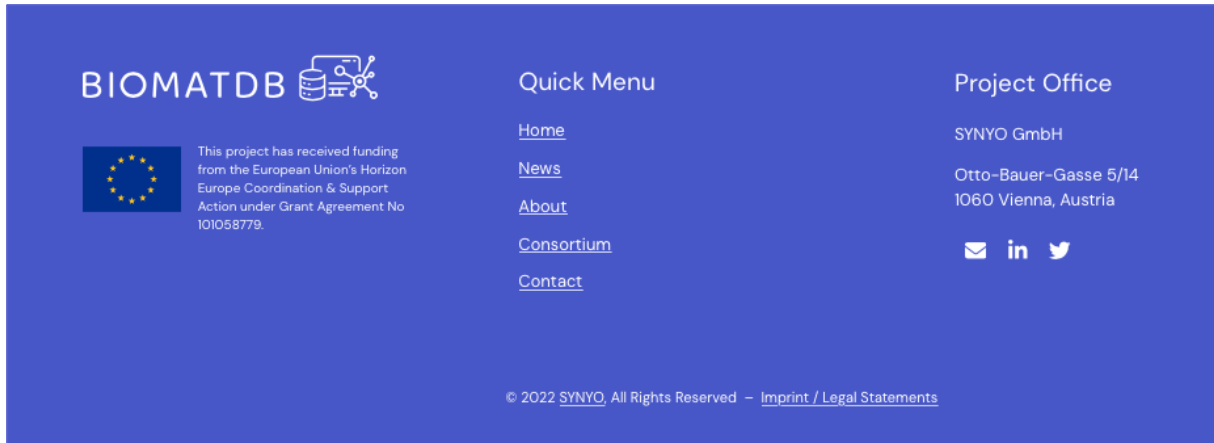 BIOMATDB
This project has received funding
from the European Union's Horizon
Europe Coordination & Support
Action under Grant Agreement No
101058779.
Quick Menu
Home
News
About
Consortium
Contact
Project Office
SYNYO GmbH
Otto-Bauer-Gasse 5/14
1060 Vienna, Austria
© 2022 SYNYO, All Rights Reserved – Imprint / Legal Statements